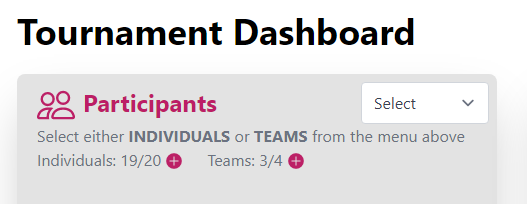 Tournament Dashboard
Participants
Select
Select either INDIVIDUALS or TEAMS from the menu above
Individuals: 19/20 Teams: 3/4